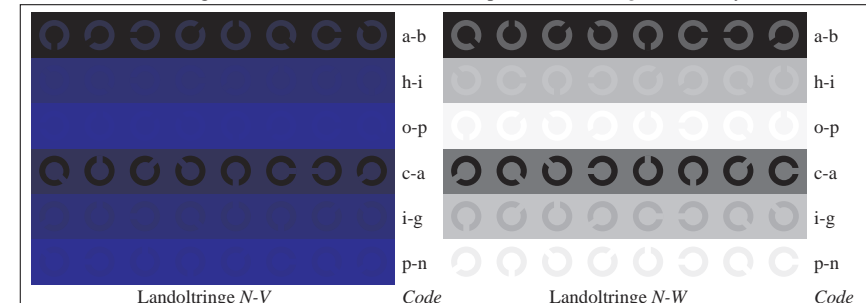 a-b a-b
h-i h-i
o-p o-p
c-a c-a
i-g i-g
p-n p-n
Landoltringe N-V Code Landoltringe N-W Code